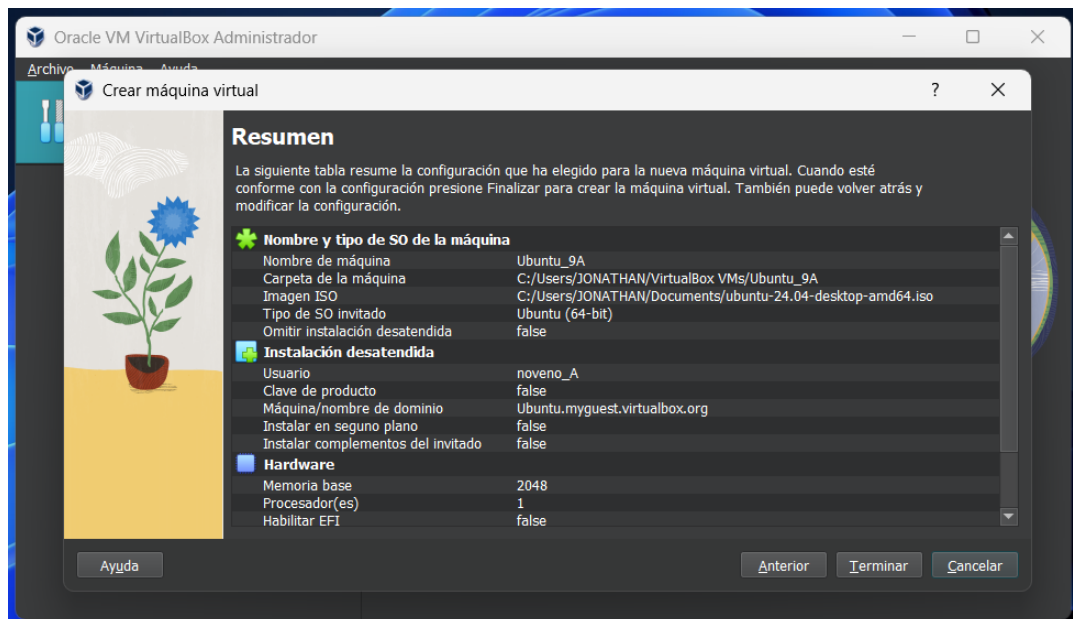 Oracle VM VirtualBox Administrador
Archivo Máquina Ayuda
Crear máquina virtual
?
Resumen
La siguiente tabla resume la configuración que ha elegido para la nueva máquina virtual. Cuando esté
conforme con la configuración presione Finalizar para crear la máquina virtual. También puede volver atrás y
modificar la configuración.
Nombre y tipo de SO de la máquina
Nombre de máquina Ubuntu_9A
Carpeta de la máquina C:/Users/JONATHAN/VirtualBox VMs/Ubuntu_9A
Imagen ISO C:/Users/JONATHAN/Documents/ubuntu-24.04-desktop-amd64.iso
Tipo de SO invitado Ubuntu (64-bit)
Omitir instalación desatendida false
Instalación desatendida
Usuario noveno_A
Clave de producto false
Máquina/nombre de dominio Ubuntu.myguest.virtualbox.org
Instalar en seguno plano false
Instalar complementos del invitado false
Hardware
Memoria base 2048
Procesador(es) 1
Habilitar EFI false
Ayuda Anterior Terminar Cancelar